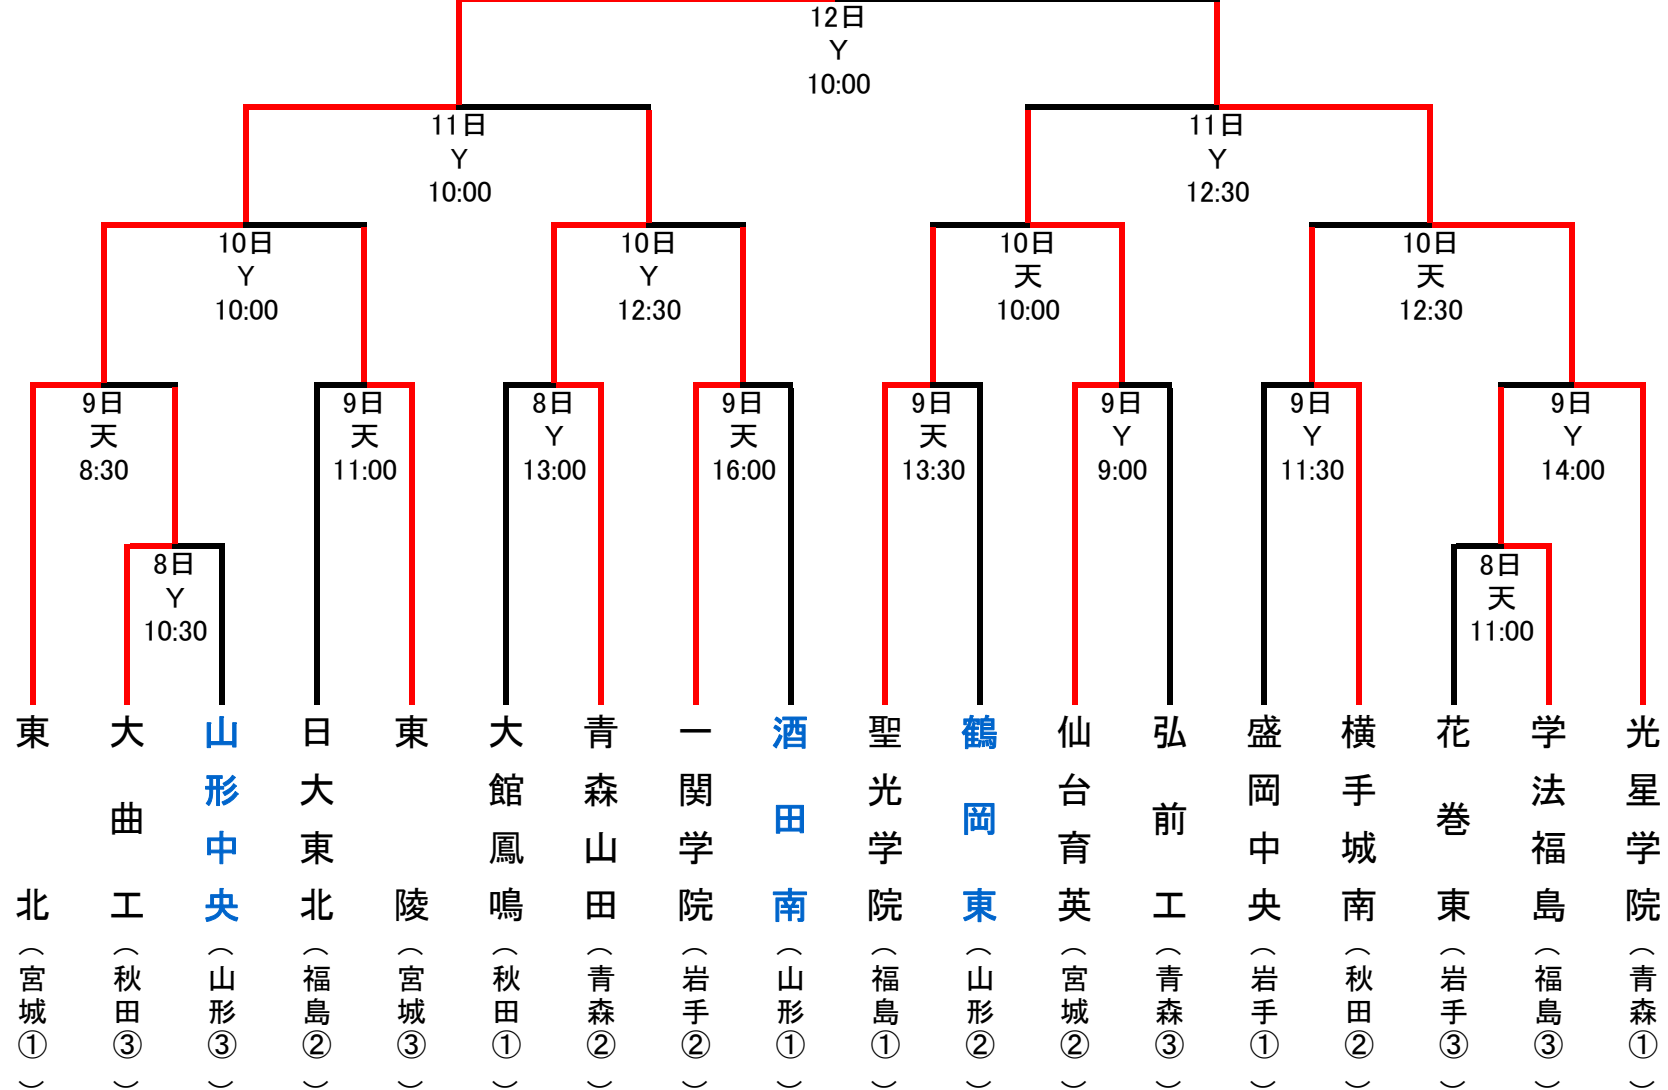 12日
Y
10:00
11日
Y
10:00
11日
Y
12:30
10日
Y
10:00
10日
Y
12:30
10日
天
10:00
10日
天
12:30
9日
天
8:30
9日
天
11:00
8日
Y
13:00
9日
天
16:00
9日
天
13:30
9日
Y
9:00
9日
Y
11:30
9日
Y
14:00
8日
Y
10:30
8日
天
11:00
東北（宮城①）
大曲工（秋田③）
山形中央（山形③）
日大東北（福島②）
東陵（宮城③）
大館鳳鳴（秋田①）
青森山田（青森②）
一関学院（岩手②）
酒田南（山形①）
聖光学院（福島①）
鶴岡東（山形②）
仙台育英（宮城②）
弘前工（青森③）
盛岡中央（岩手①）
横手城南（秋田②）
花巻東（岩手③）
学法福島（福島③）
光星学院（青森①）